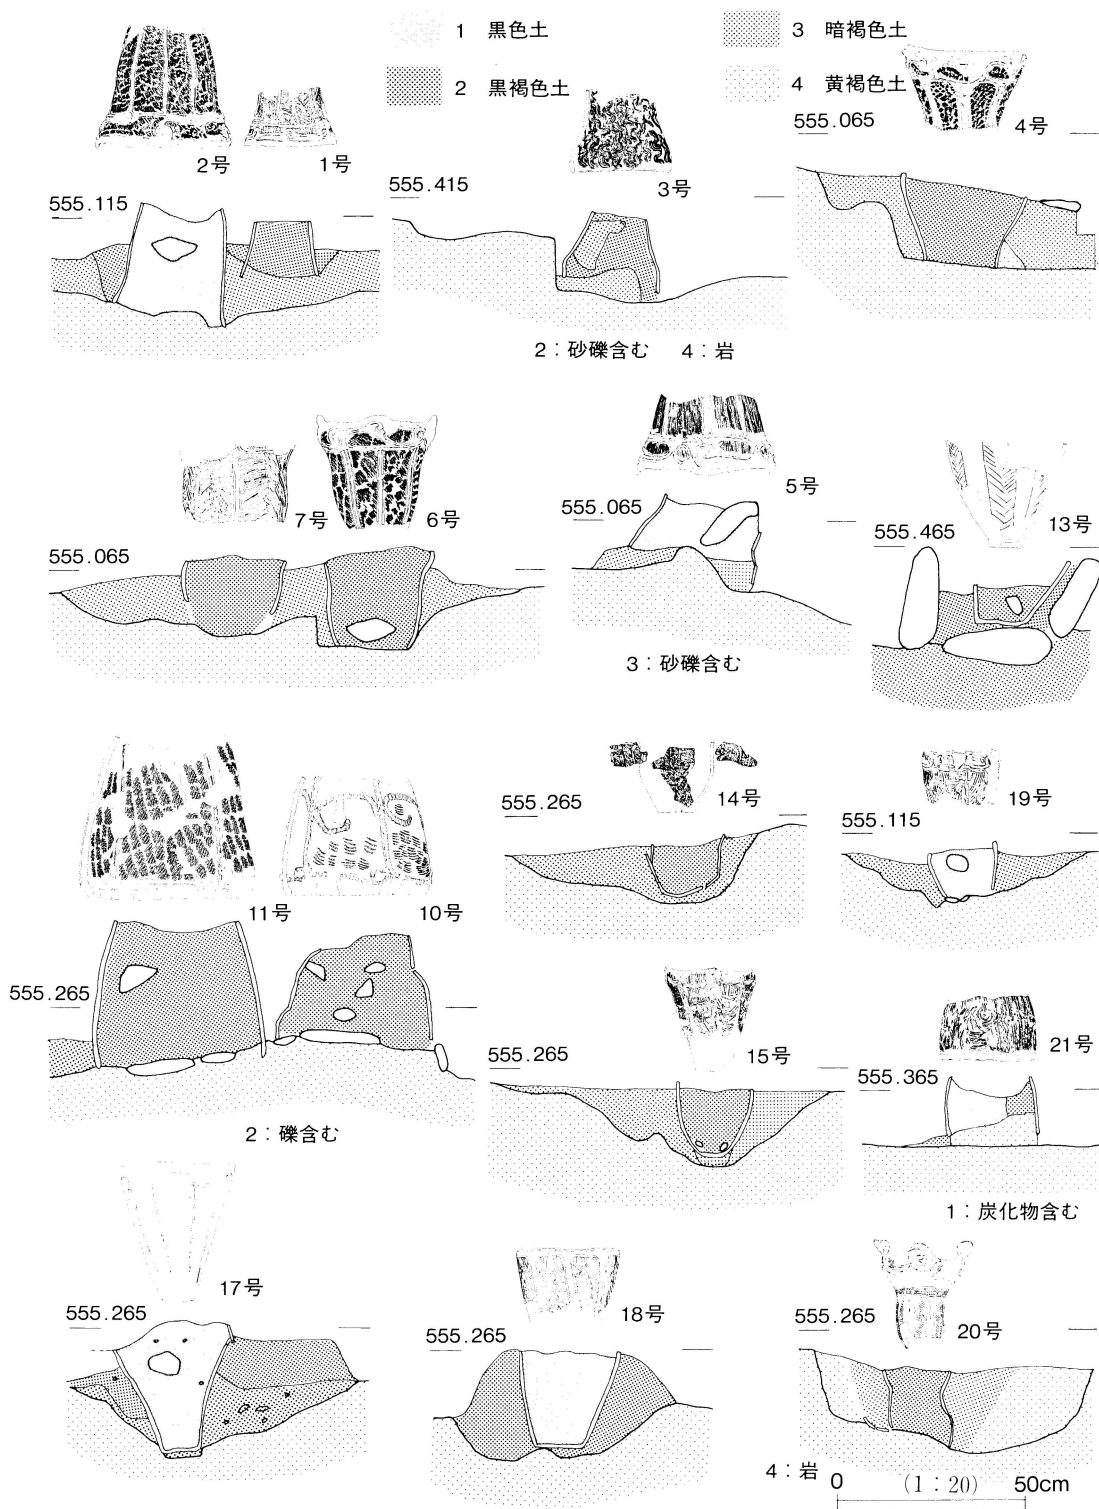 1 黒色土
2 黒褐色土
3 暗褐色土
4 黄褐色土
2号
1号
555.115
3号
555.415
2：砂礫含む 4：岩
4号
555.065
7号
6号
555.065
5号
555.065
3：砂礫含む
13号
555.465
11号
10号
555.265
2：礫含む
14号
555.265
19号
555.115
15号
555.265
21号
555.365
1：炭化物含む
17号
555.265
18号
555.265
20号
555.265
4：岩
0 (1：20) 50cm